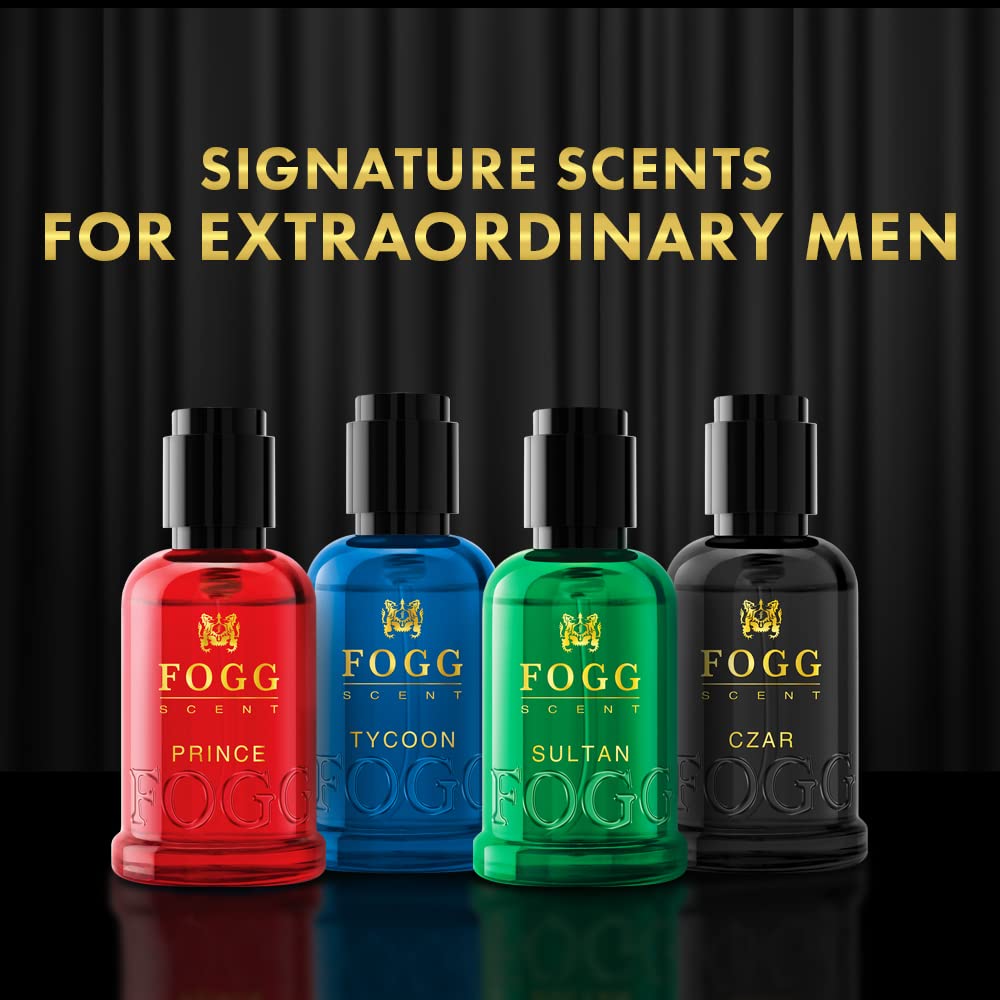 SIGNATURE SCENTS
FOR EXTRAORDINARY MEN
FOGG
SCENT
PRINCE
FOGG
FOGG
SCENT
TYCOON
FOGG
FOGG
SCENT
SULTAN
FOGG
FOGG
SCENT
CZAR
FOGG